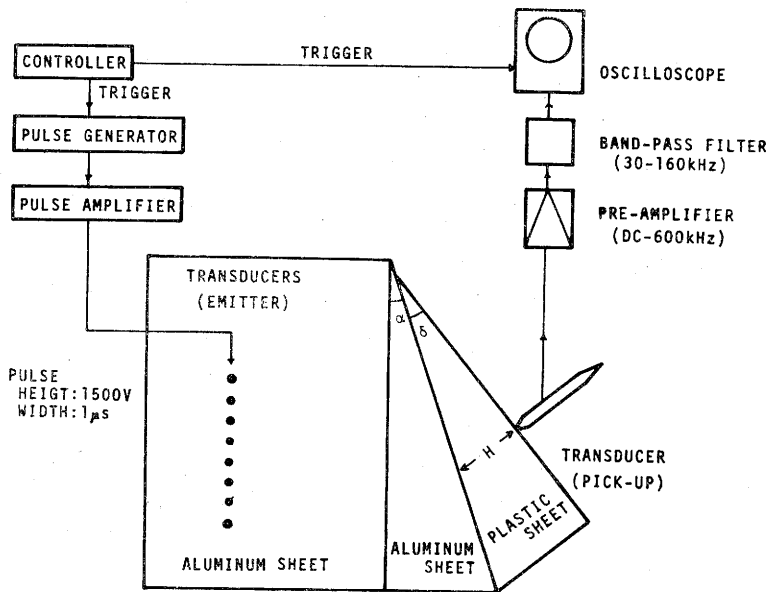 CONTROLLER
TRIGGER
TRIGGER
PULSE GENERATOR
PULSE AMPLIFIER
OSCILLOSCOPE
BAND-PASS FILTER
(30-160kHz)
PRE-AMPLIFIER
(DC-600kHz)
TRANSDUCERS
(EMITTER)
α
δ
PULSE
HEIGT:1500V
WIDTH:1μs
H
TRANSDUCER
(PICK-UP)
PLASTIC
SHEET
ALUMINUM
SHEET
ALUMINUM SHEET